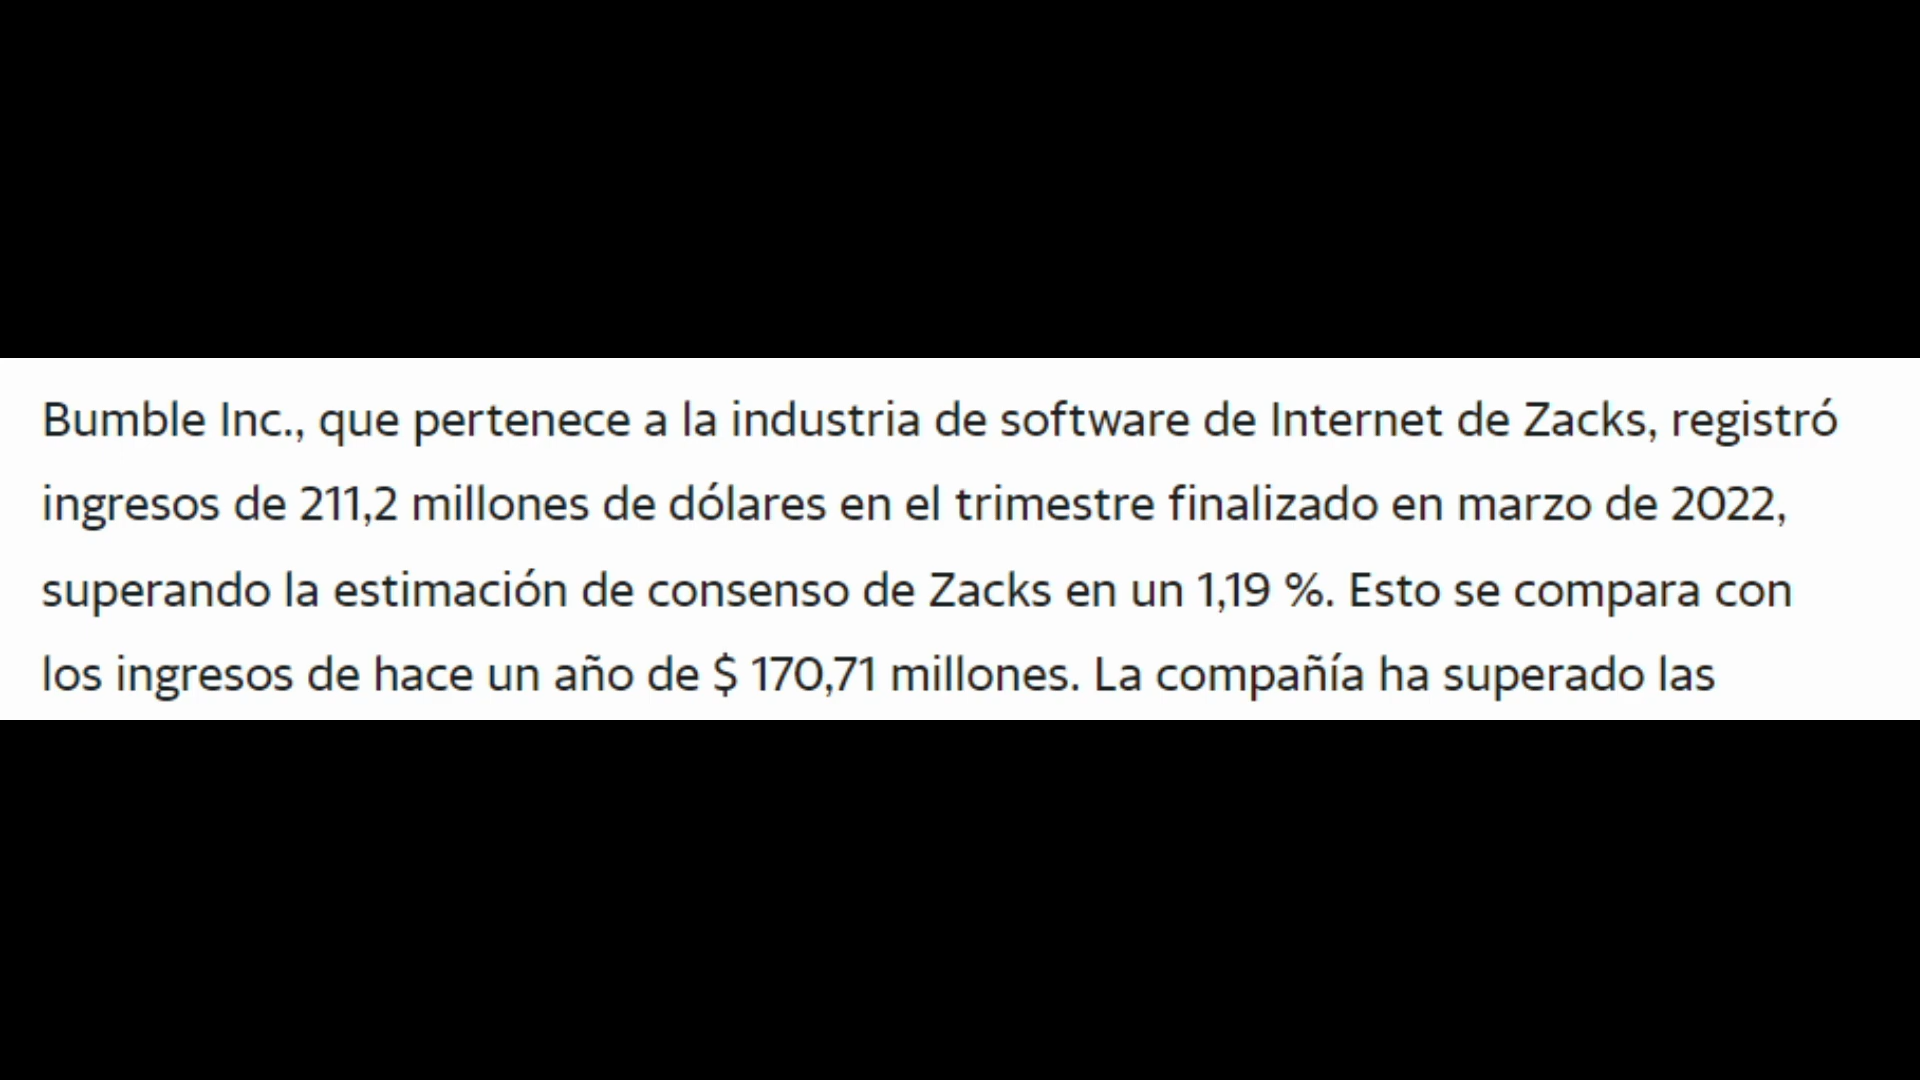 Bumble Inc., que pertenece a la industria de software de Internet de Zacks, registró
ingresos de 211,2 millones de dólares en el trimestre finalizado en marzo de 2022,
superando la estimación de consenso de Zacks en un 1,19 %. Esto se compara con
los ingresos de hace un año de $ 170,71 millones. La compañía ha superado las